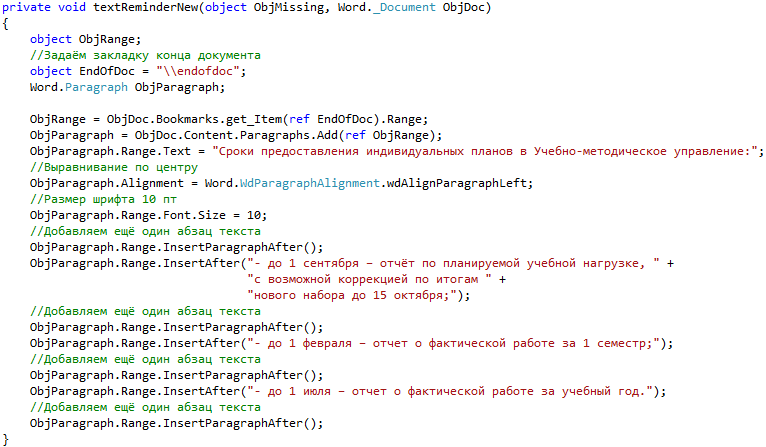 private void textReminderNew(object ObjMissing, Word._Document ObjDoc)
{
    object ObjRange;
    //Задаём закладку конца документа
    object EndOfDoc = "\\endofdoc";
    Word.Paragraph ObjParagraph;

    ObjRange = ObjDoc.Bookmarks.get_Item(ref EndOfDoc).Range;
    ObjParagraph = ObjDoc.Content.Paragraphs.Add(ref ObjRange);
    ObjParagraph.Range.Text = "Сроки предоставления индивидуальных планов в Учебно-методическое управление:";
    //Выравнивание по центру
    ObjParagraph.Alignment = Word.WdParagraphAlignment.wdAlignParagraphLeft;
    //Размер шрифта 10 пт
    ObjParagraph.Range.Font.Size = 10;
    //Добавляем ещё один абзац текста
    ObjParagraph.Range.InsertParagraphAfter();
    ObjParagraph.Range.InsertAfter("- до 1 сентября – отчёт по планируемой учебной нагрузке, " +
                                   "с возможной коррекцией по итогам " +
                                   "нового набора до 15 октября;");
    //Добавляем ещё один абзац текста
    ObjParagraph.Range.InsertParagraphAfter();
    ObjParagraph.Range.InsertAfter("- до 1 февраля – отчет о фактической работе за 1 семестр;");
    //Добавляем ещё один абзац текста
    ObjParagraph.Range.InsertParagraphAfter();
    ObjParagraph.Range.InsertAfter("- до 1 июля – отчет о фактической работе за учебный год.");
    //Добавляем ещё один абзац текста
    ObjParagraph.Range.InsertParagraphAfter();
}